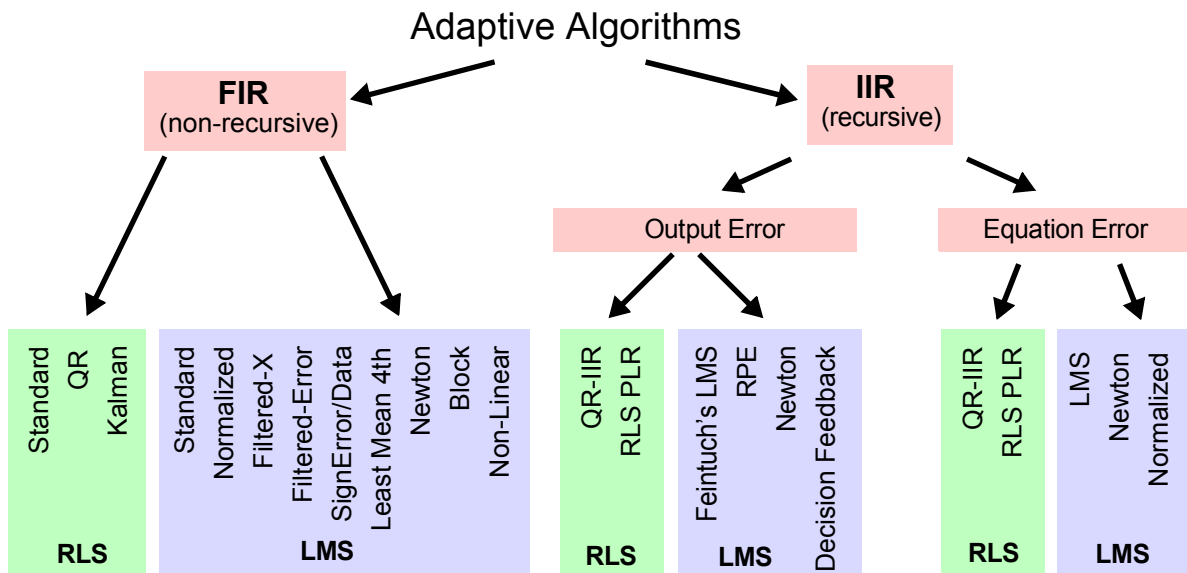 Adaptive Algorithms
FIR
(non-recursive)
IIR
(recursive)
Output Error
Equation Error
Standard
QR
Kalman
RLS
Standard
Normalized
Filtered-X
Filtered-Error
SignError/Data
Least Mean 4th
Newton
Block
Non-Linear
LMS
QR-IIR
RLS PLR
RLS
Feintuch's LMS
RPE
Newton
Decision Feedback
LMS
QR-IIR
RLS PLR
RLS
LMS
Newton
Normalized
LMS